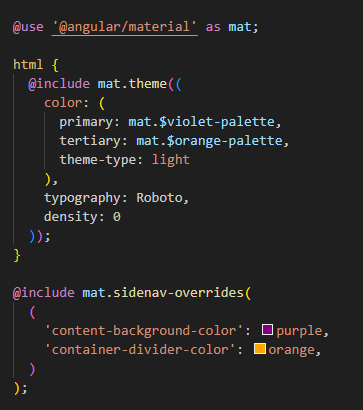 @use '@angular/material' as mat;
html {
@include mat.theme((
color: (
primary: mat.$violet-palette,
tertiary: mat.$orange-palette,
theme-type: light
),
typography: Roboto,
density: 0
));
}
@include mat.sidenav-overrides(
(
'content-background-color': purple,
'container-divider-color': orange,
)
);